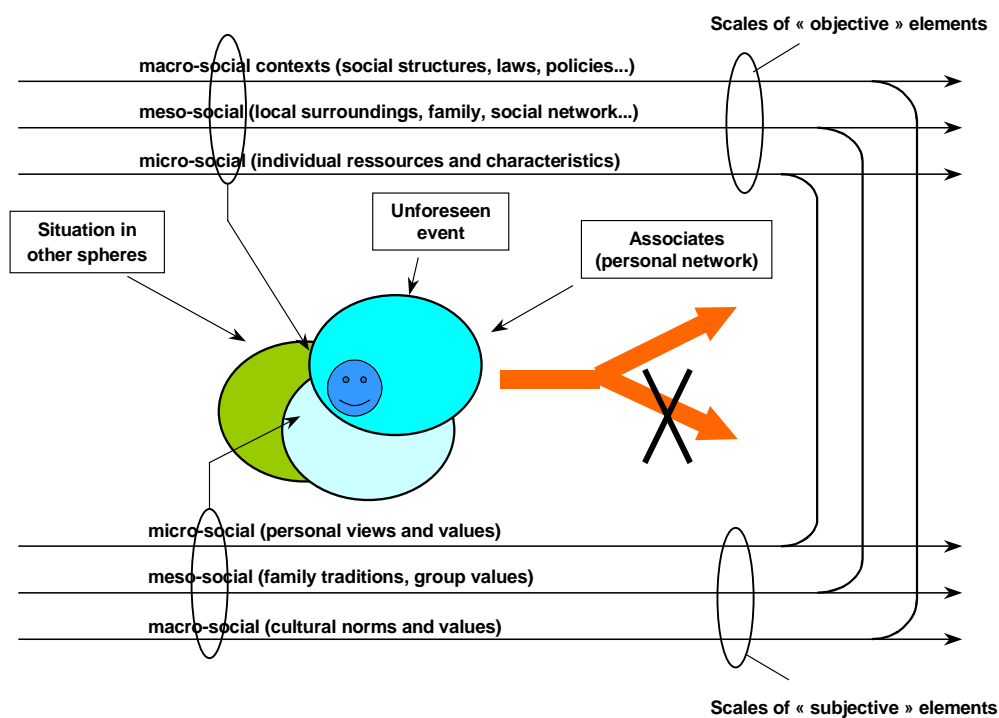 Scales of « objective » elements
macro-social contexts (social structures, laws, policies...)
meso-social (local surroundings, family, social network...)
micro-social (individual ressources and characteristics)
Situation in
other spheres
Unforeseen
event
Associates
(personal network)
micro-social (personal views and values)
meso-social (family traditions, group values)
macro-social (cultural norms and values)
Scales of « subjective » elements